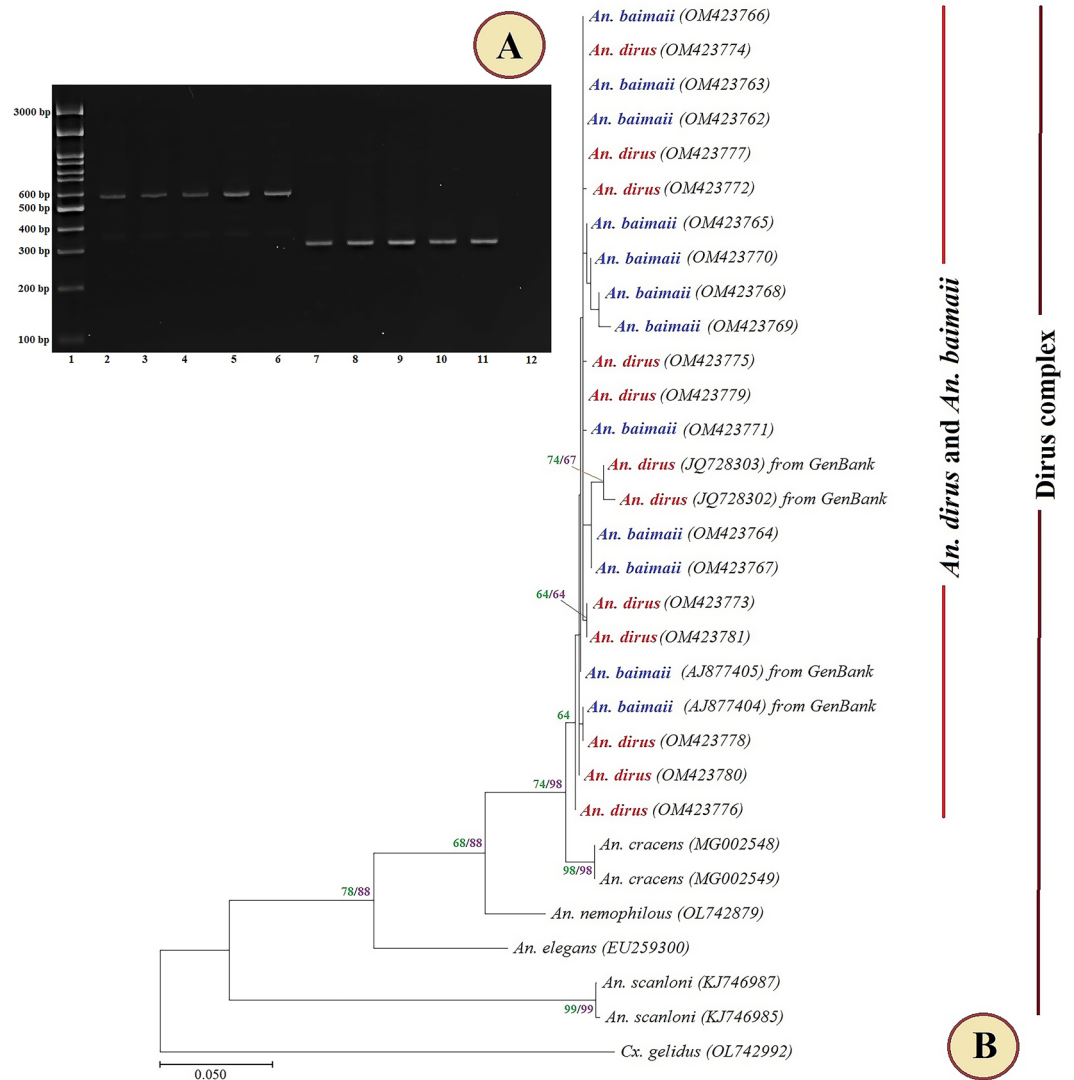 A
3000 bp
600 bp
500 bp
400 bp
300 bp
200 bp
100 bp
1 2 3 4 5 6 7 8 9 10 11 12
An. baimaii (OM423766)
An. dirus (OM423774)
An. baimaii (OM423763)
An. baimaii (OM423762)
An. dirus (OM423777)
An. dirus (OM423772)
An. baimaii (OM423765)
An. baimaii (OM423770)
An. baimaii (OM423768)
An. baimaii (OM423769)
An. dirus (OM423775)
An. dirus (OM423779)
An. baimaii (OM423771)
74/67
An. dirus (JQ728303) from GenBank
An. dirus (JQ728302) from GenBank
An. baimaii (OM423764)
An. baimaii (OM423767)
64/64
An. dirus (OM423773)
An. dirus (OM423781)
An. baimaii (AJ877405) from GenBank
An. baimaii (AJ877404) from GenBank
64
An. dirus (OM423778)
An. dirus (OM423780)
74/98
An. dirus (OM423776)
An. cracens (MG002548)
68/88
98/98
An. cracens (MG002549)
78/88
An. nemophilous (OL742879)
An. elegans (EU259300)
An. scanloni (KJ746987)
99/99
An. scanloni (KJ746985)
Cx. gelidus (OL742992)
0.050
An. dirus and An. baimaii
Dirus complex
B